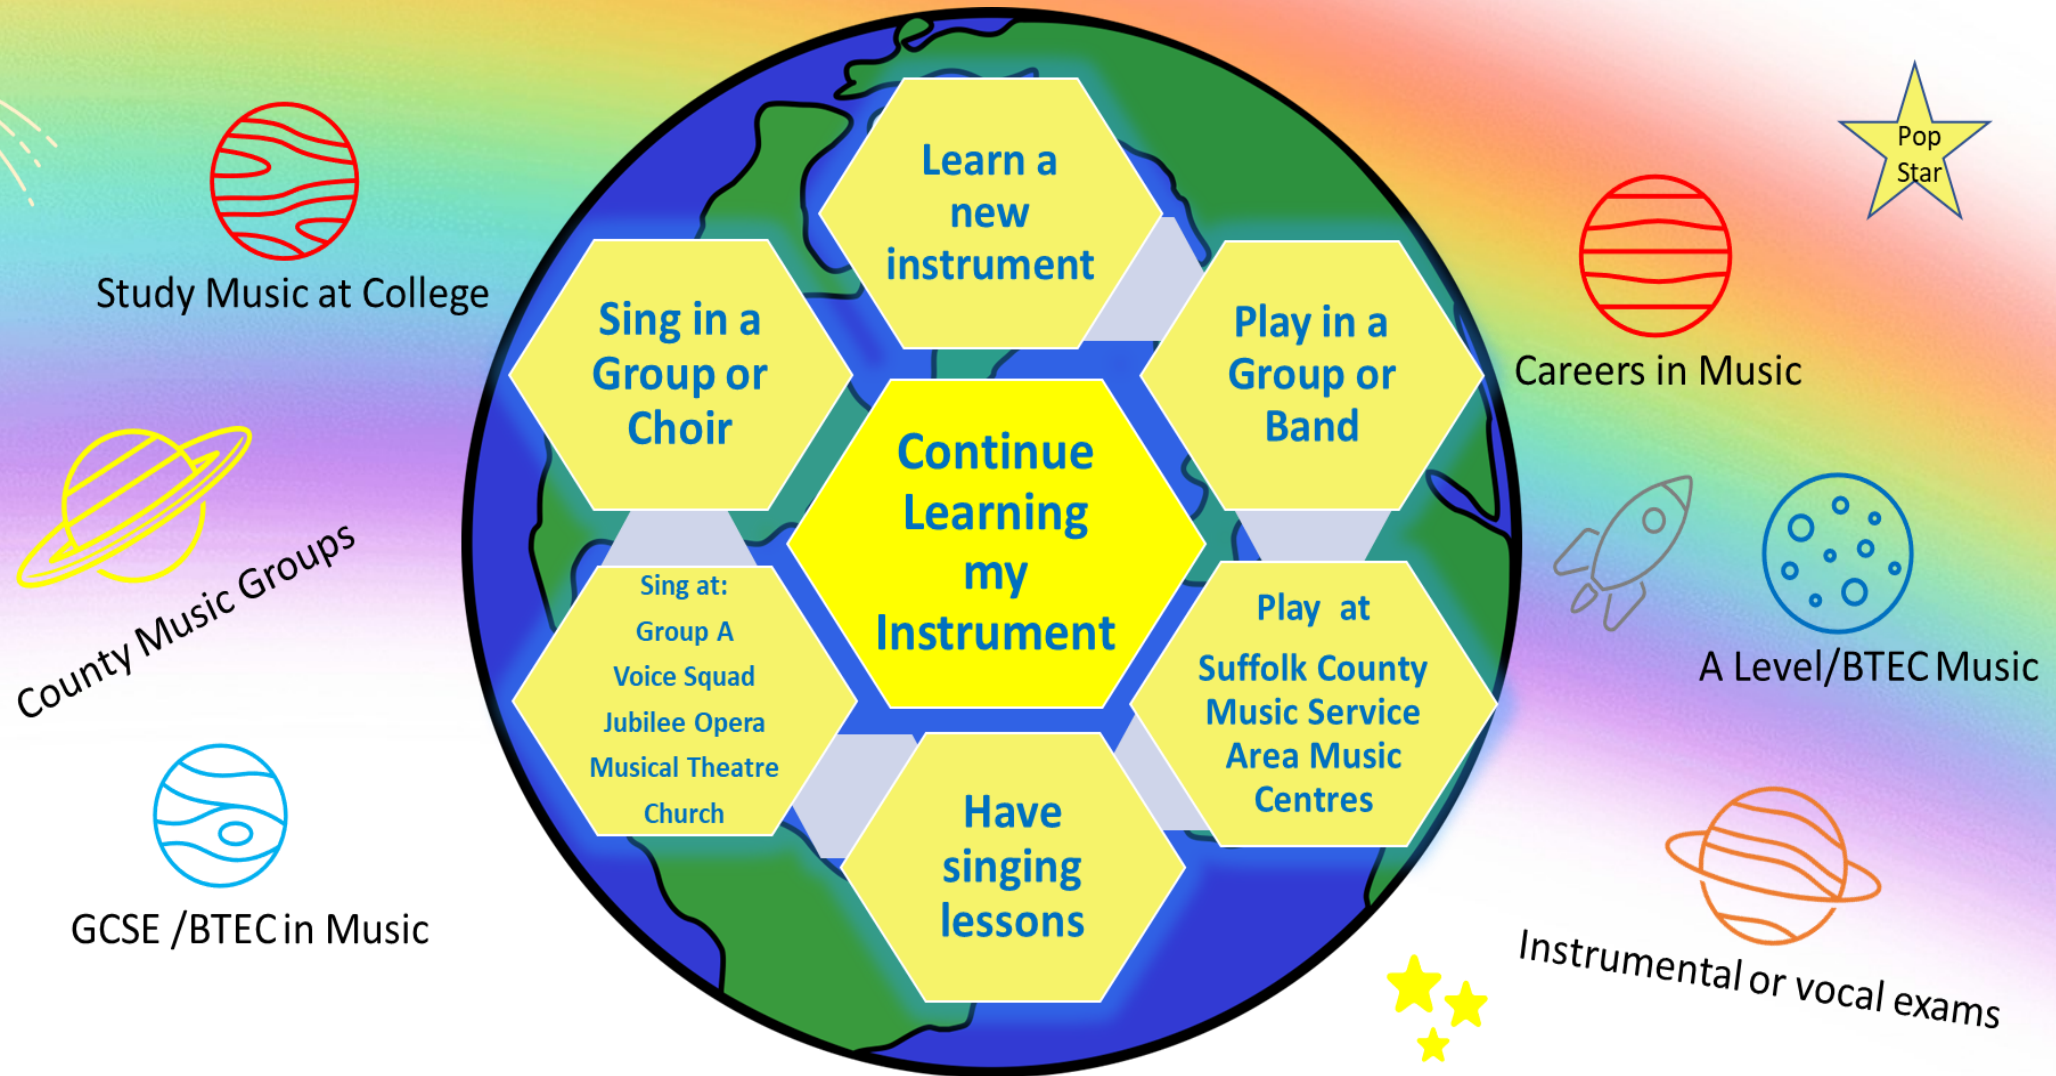 Study Music at College
County Music Groups
GCSE /BTEC in Music
Learn a
new
instrument
Sing in a
Group or
Choir
Play in a
Group or
Band
Continue
Learning
my
Instrument
Sing at:
Group A
Voice Squad
Jubilee Opera
Musical Theatre
Church
Play at
Suffolk County
Music Service
Area Music
Centres
Have
singing
lessons
Pop
Star
Careers in Music
A Level/BTEC Music
Instrumental or vocal exams